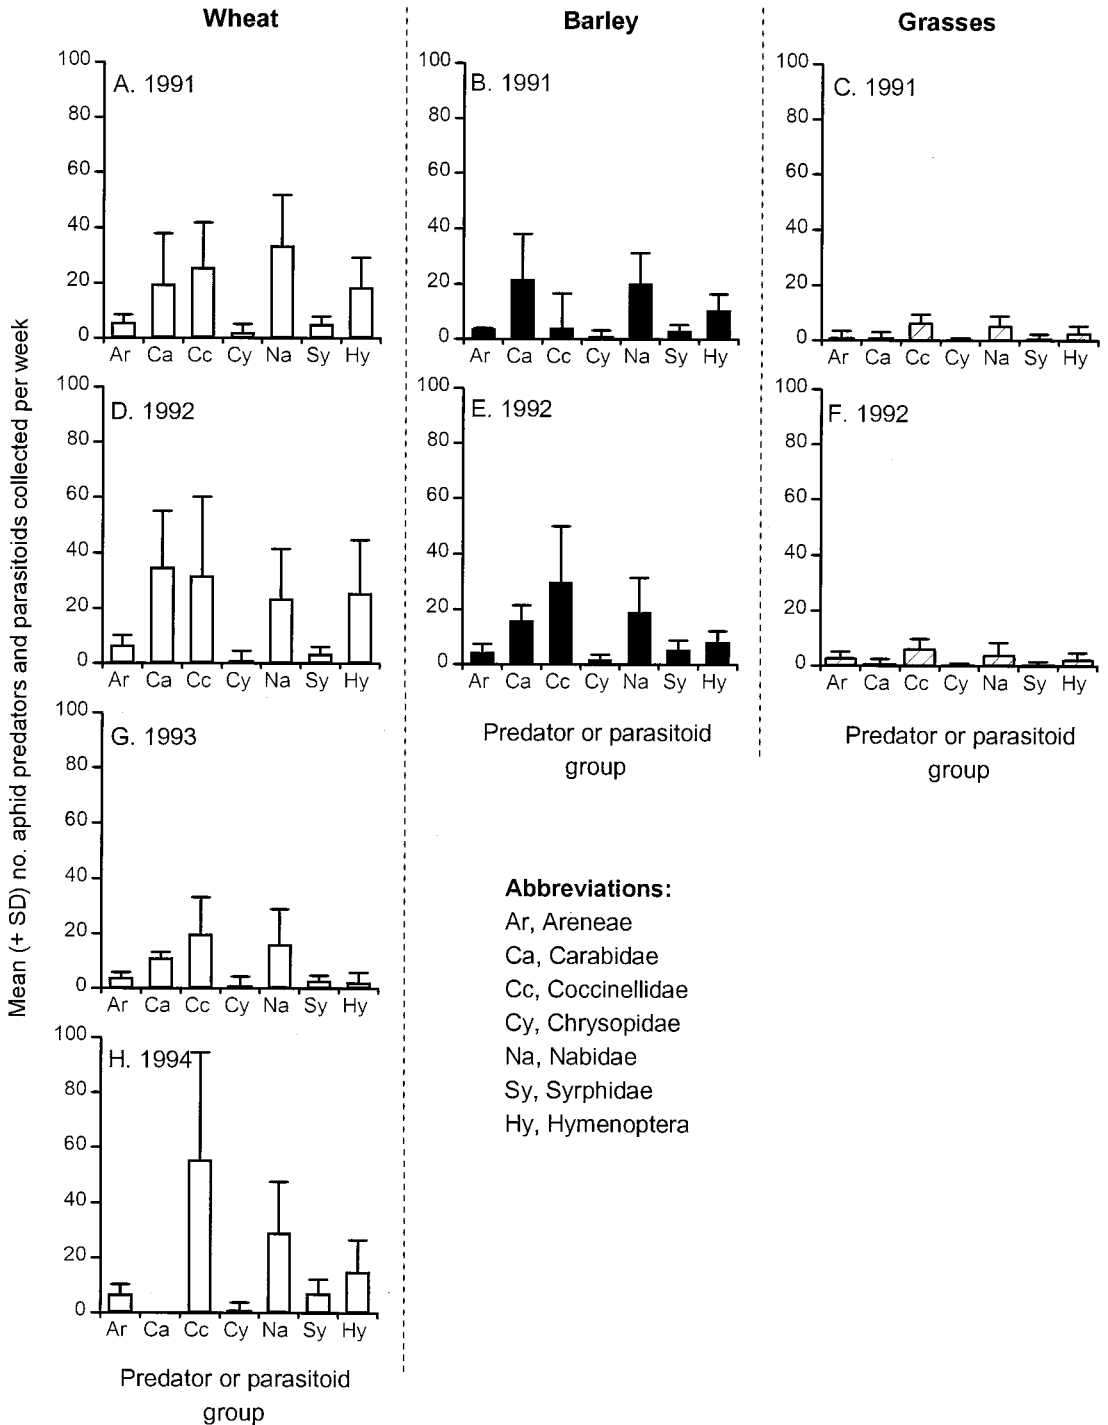 Wheat
Barley
Grasses
Mean (+ SD) no. aphid predators and parasitoids collected per week
A. 1991
100
80
60
40
20
0
Ar Ca Cc Cy Na Sy Hy
B. 1991
100
80
60
40
20
0
Ar Ca Cc Cy Na Sy Hy
C. 1991
100
80
60
40
20
0
Ar Ca Cc Cy Na Sy Hy
D. 1992
100
80
60
40
20
0
Ar Ca Cc Cy Na Sy Hy
E. 1992
100
80
60
40
20
0
Ar Ca Cc Cy Na Sy Hy
Predator or parasitoid
group
F. 1992
100
80
60
40
20
0
Ar Ca Cc Cy Na Sy Hy
Predator or parasitoid
group
G. 1993
100
80
60
40
20
0
Ar Ca Cc Cy Na Sy Hy
H. 1994
100
80
60
40
20
0
Ar Ca Cc Cy Na Sy Hy
Predator or parasitoid
group
Abbreviations:
Ar, Areneae
Ca, Carabidae
Cc, Coccinellidae
Cy, Chrysopidae
Na, Nabidae
Sy, Syrphidae
Hy, Hymenoptera